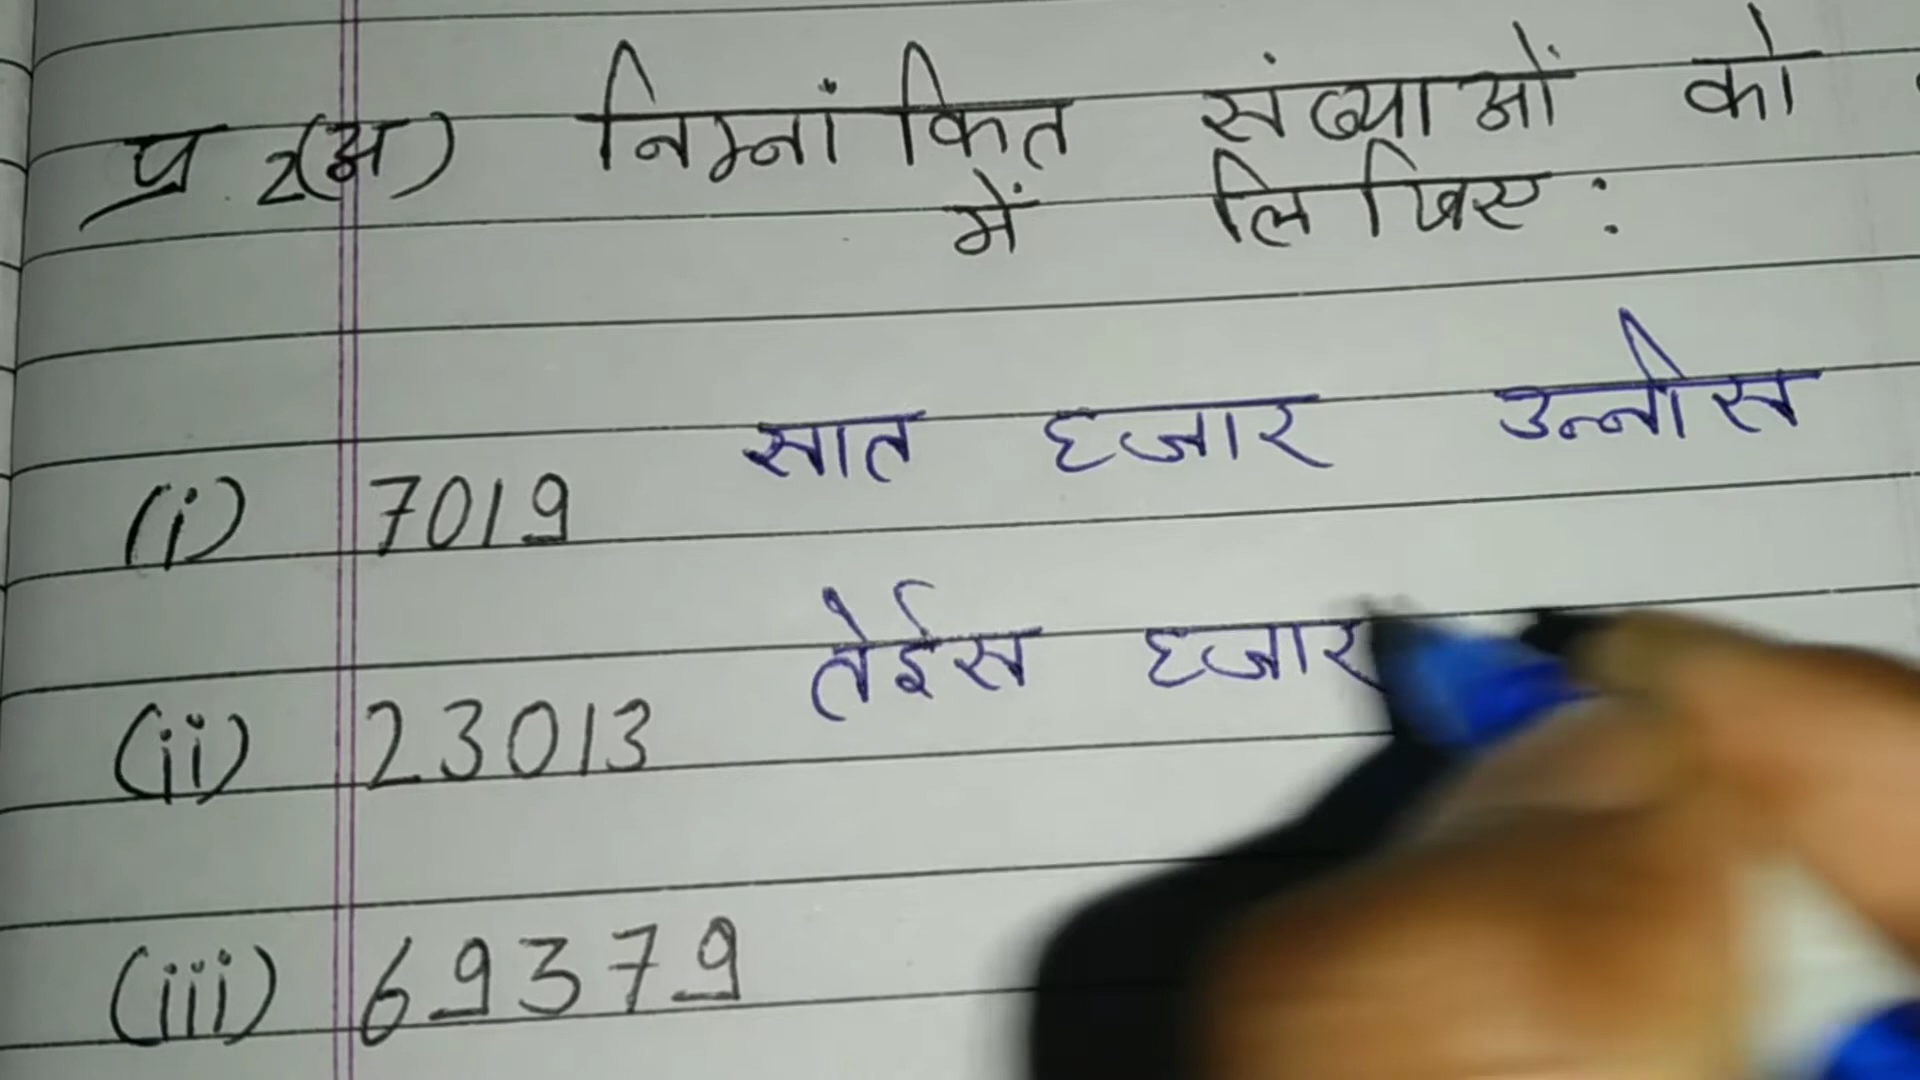 प्र 2(अ) निम्नांकित संख्याओं को
में लिखिए:
सात हजार उन्नीस
(i) 7019
तेईस हजार
(ii) 23013
(iii) 69379